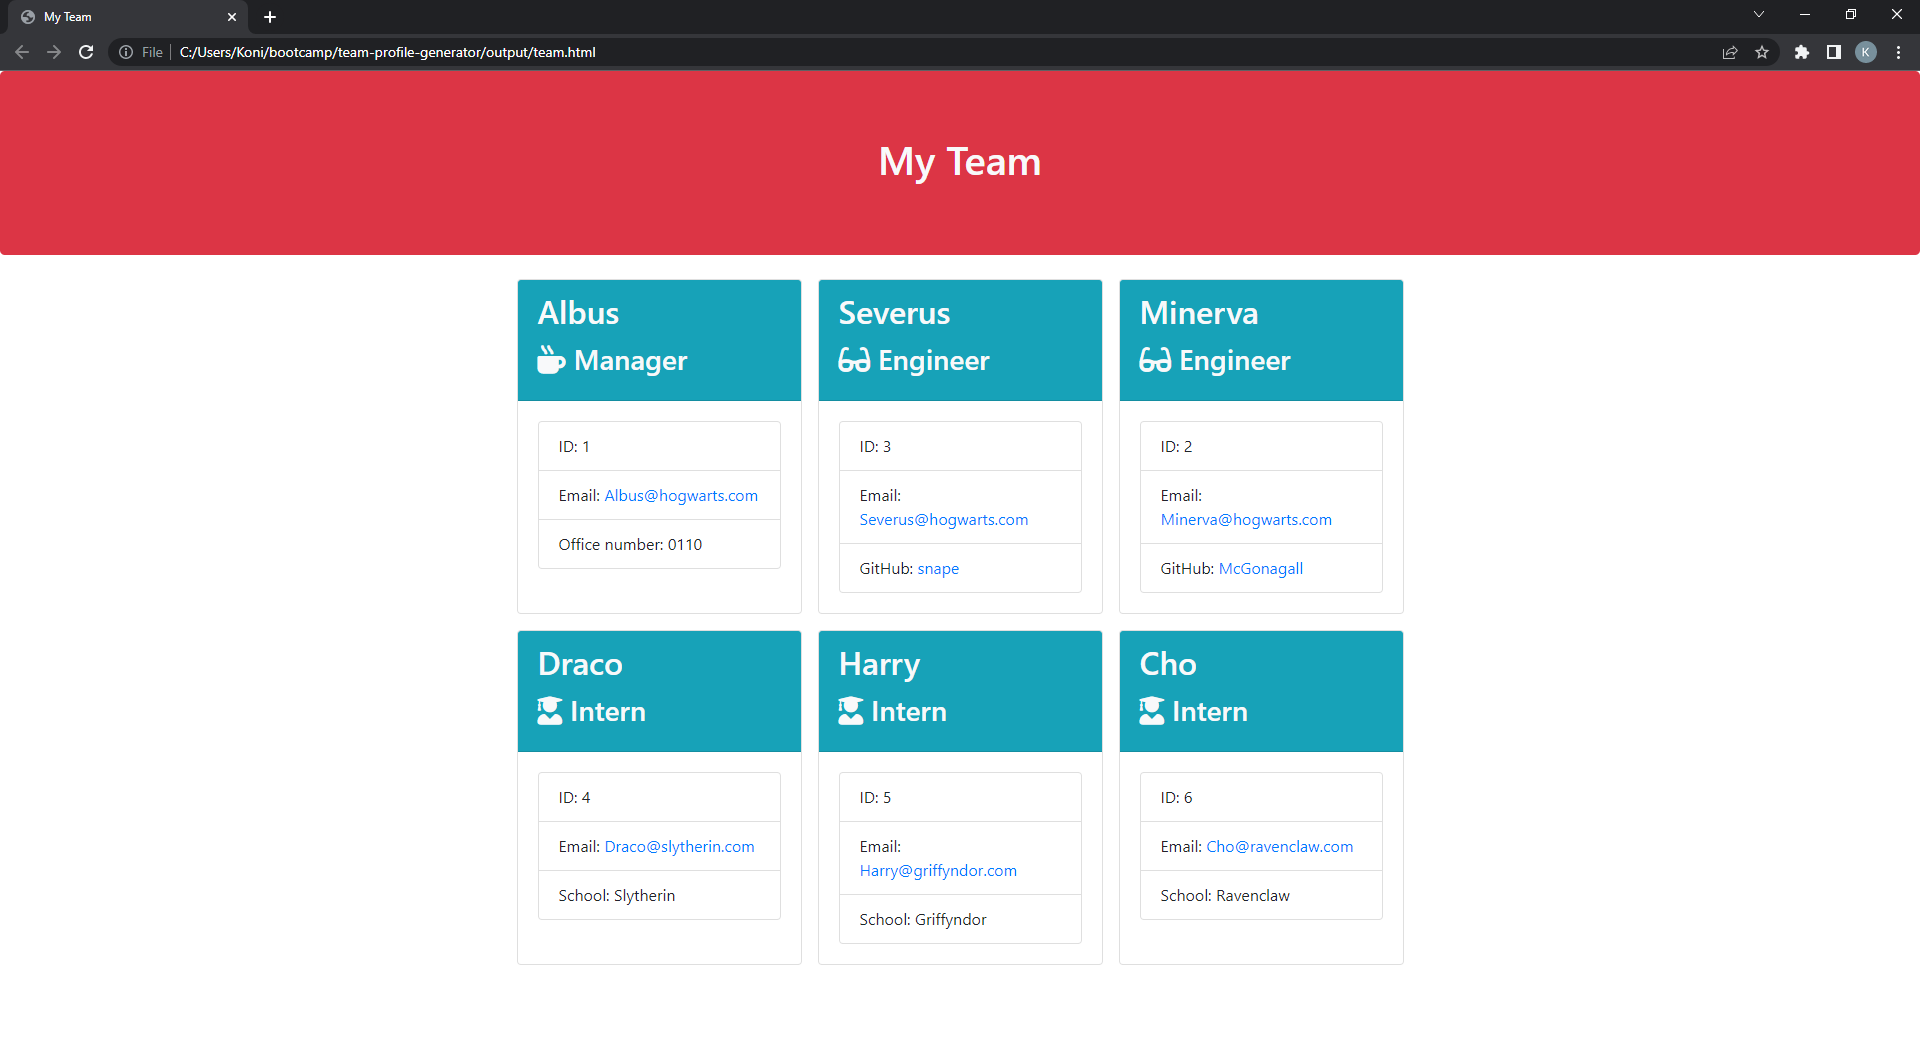 My Team
File
C:/Users/Koni/bootcamp/team-profile-generator/output/team.html
K
My Team
Albus
Manager
ID: 1
Email: Albus@hogwarts.com
Office number: 0110
Severus
Engineer
ID: 3
Email:
Severus@hogwarts.com
GitHub: snape
Minerva
Engineer
ID: 2
Email:
Minerva@hogwarts.com
GitHub: McGonagall
Draco
Intern
ID: 4
Email: Draco@slytherin.com
School: Slytherin
Harry
Intern
ID: 5
Email:
Harry@griffyndor.com
School: Griffyndor
Cho
Intern
ID: 6
Email: Cho@ravenclaw.com
School: Ravenclaw